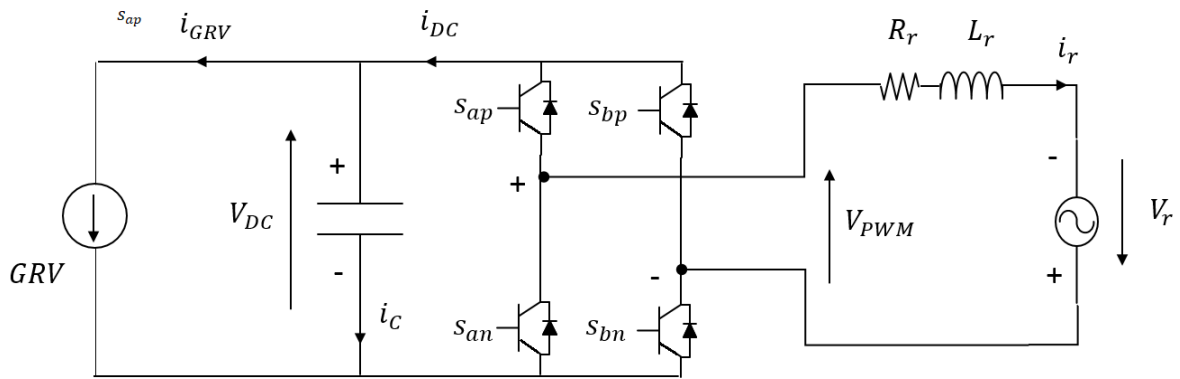 s_ap
i_GRV
i_DC
R_r
L_r
i_r
S_ap
S_bp
+
-
+
V_DC
V_PWM
V_r
GRV
-
-
+
i_C
S_an
S_bn